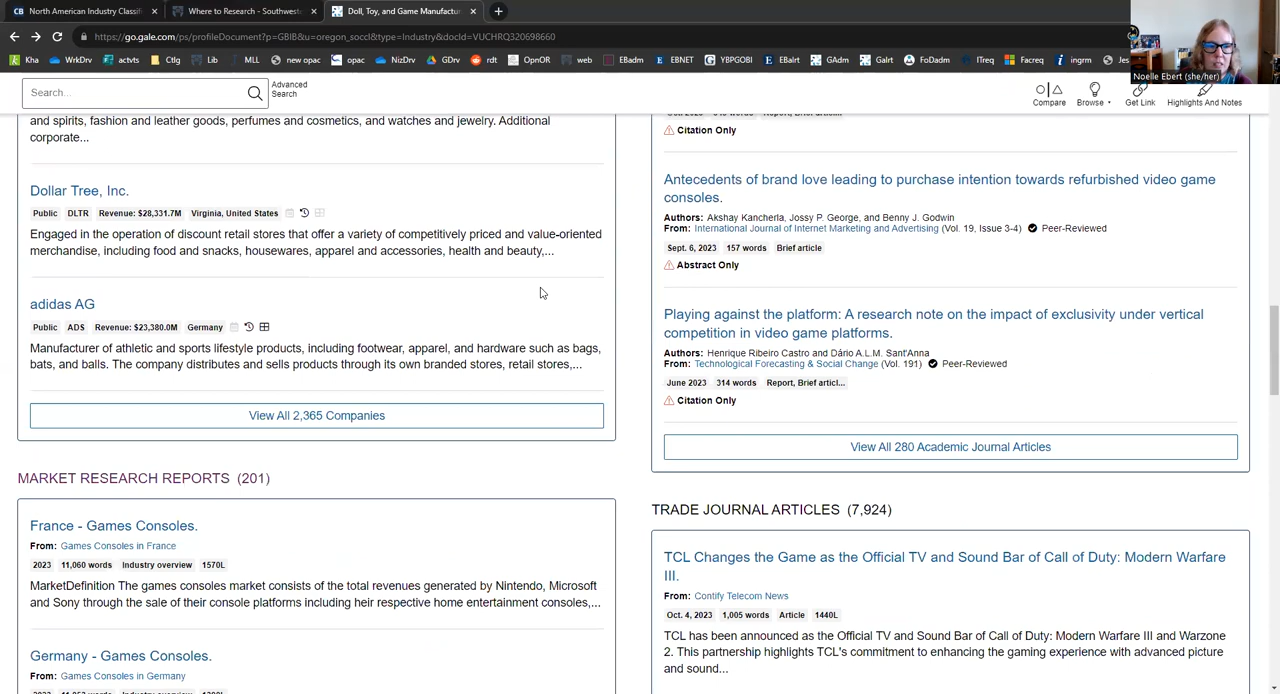 North American Industry Classifi
Where to Research - Southweste
Doll, Toy, and Game Manufactur
https://go.gale.com/ps/profileDocument?p=GBIB&u=oregon_soccl&type=Industry&docId=VUCHRQ320698660
Kha WrkDrv actvts Ctlg Lib MLL new opac opac NizDrv GDrv rdt OpnOR web EBadm EBNET YBPGOBI EBalrt GAdm Galrt FoDadm ITreq Facreq ingrm Jes
Noelle Ebert (she/her)
Search...
Advanced
Search
Compare Browse Get Link Highlights And Notes
and spirits, fashion and leather goods, perfumes and cosmetics, and watches and jewelry. Additional
corporate...
Dollar Tree, Inc.
Public DLTR Revenue: $28,331.7M Virginia, United States
Engaged in the operation of discount retail stores that offer a variety of competitively priced and value-oriented
merchandise, including food and snacks, housewares, apparel and accessories, health and beauty,...
adidas AG
Public ADS Revenue: $23,380.0M Germany
Manufacturer of athletic and sports lifestyle products, including footwear, apparel, and hardware such as bags,
bats, and balls. The company distributes and sells products through its own branded stores, retail stores,...
View All 2,365 Companies
MARKET RESEARCH REPORTS (201)
France - Games Consoles.
From: Games Consoles in France
2023 11,060 words Industry overview 1570L
MarketDefinition The games consoles market consists of the total revenues generated by Nintendo, Microsoft
and Sony through the sale of their console platforms including heir respective home entertainment consoles,...
Germany - Games Consoles.
From: Games Consoles in Germany
Citation Only
Antecedents of brand love leading to purchase intention towards refurbished video game
consoles.
Authors: Akshay Kancherla, Jossy P. George, and Benny J. Godwin
From: International Journal of Internet Marketing and Advertising (Vol. 19, Issue 3-4) Peer-Reviewed
Sept. 6, 2023 157 words Brief article
Abstract Only
Playing against the platform: A research note on the impact of exclusivity under vertical
competition in video game platforms.
Authors: Henrique Ribeiro Castro and Dário A.L.M. Sant'Anna
From: Technological Forecasting & Social Change (Vol. 191) Peer-Reviewed
June 2023 314 words Report, Brief articl...
Citation Only
View All 280 Academic Journal Articles
TRADE JOURNAL ARTICLES (7,924)
TCL Changes the Game as the Official TV and Sound Bar of Call of Duty: Modern Warfare
III.
From: Contify Telecom News
Oct. 4, 2023 1,005 words Article 1440L
TCL has been announced as the Official TV and Sound Bar of Call of Duty: Modern Warfare III and Warzone
2. This partnership highlights TCL's commitment to enhancing the gaming experience with advanced picture
and sound...